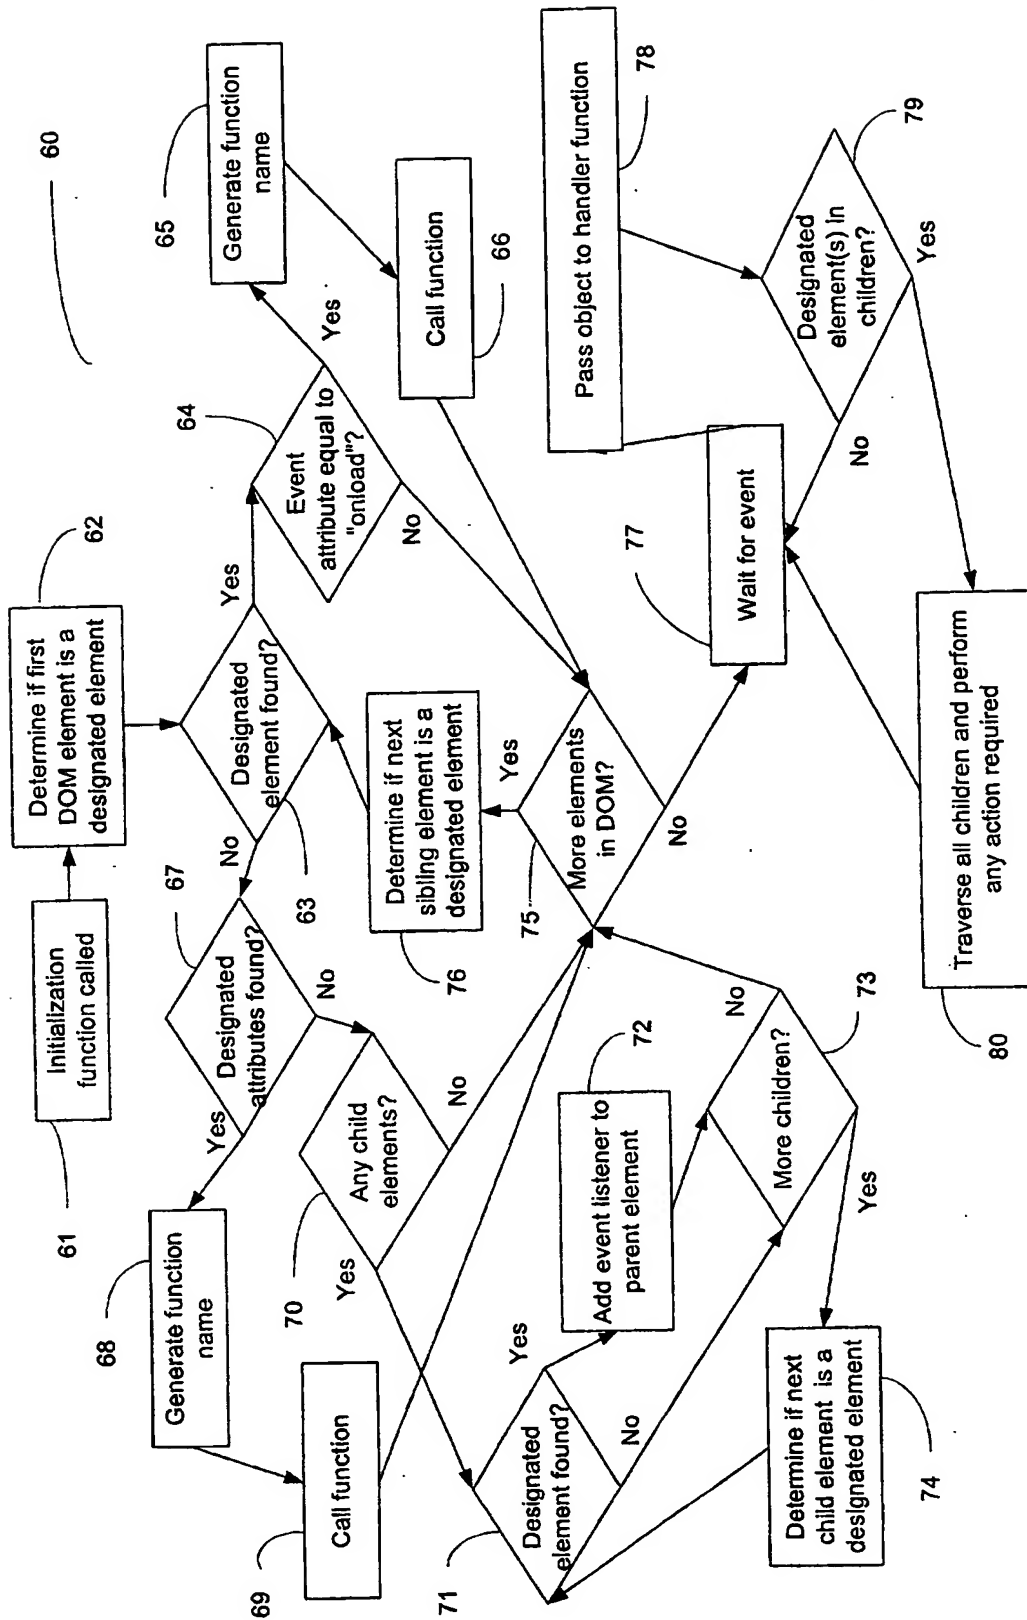 60
61
Initialization
function called
62
Determine if first
DOM element is a
designated element
63
Designated
element found?
Yes
No
64
Event
attribute equal to
"onload"?
Yes
No
65
Generate function
name
66
Call function
67
Designated
attributes found?
Yes
No
68
Generate function
name
69
Call function
70
Any child
elements?
Yes
No
71
Designated
element found?
Yes
No
72
Add event listener to
parent element
73
More children?
No
Yes
74
Determine if next
child element is a
designated element
75
More elements
in DOM?
Yes
No
76
Determine if next
sibling element is a
designated element
77
Wait for event
78
Pass object to handler function
79
Designated
element(s) in
children?
No
Yes
80
Traverse all children and perform
any action required